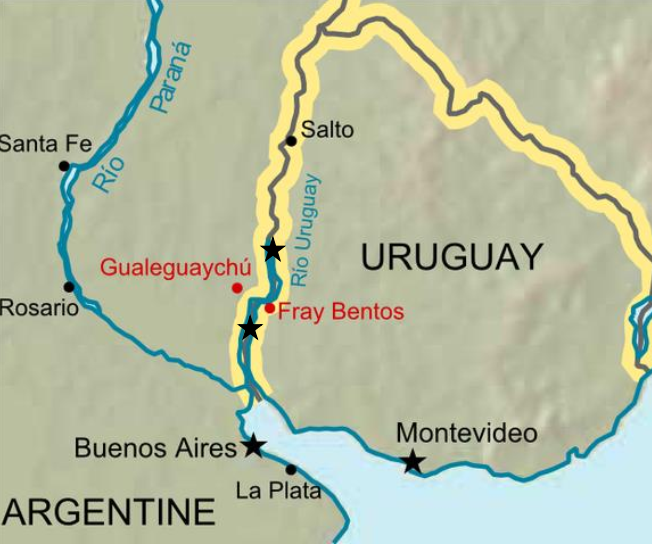 Río Paraná
Santa Fe
Salto
Río Uruguay
URUGUAY
Gualeguaychú
Rosario
Fray Bentos
Buenos Aires
Montevideo
La Plata
ARGENTINE